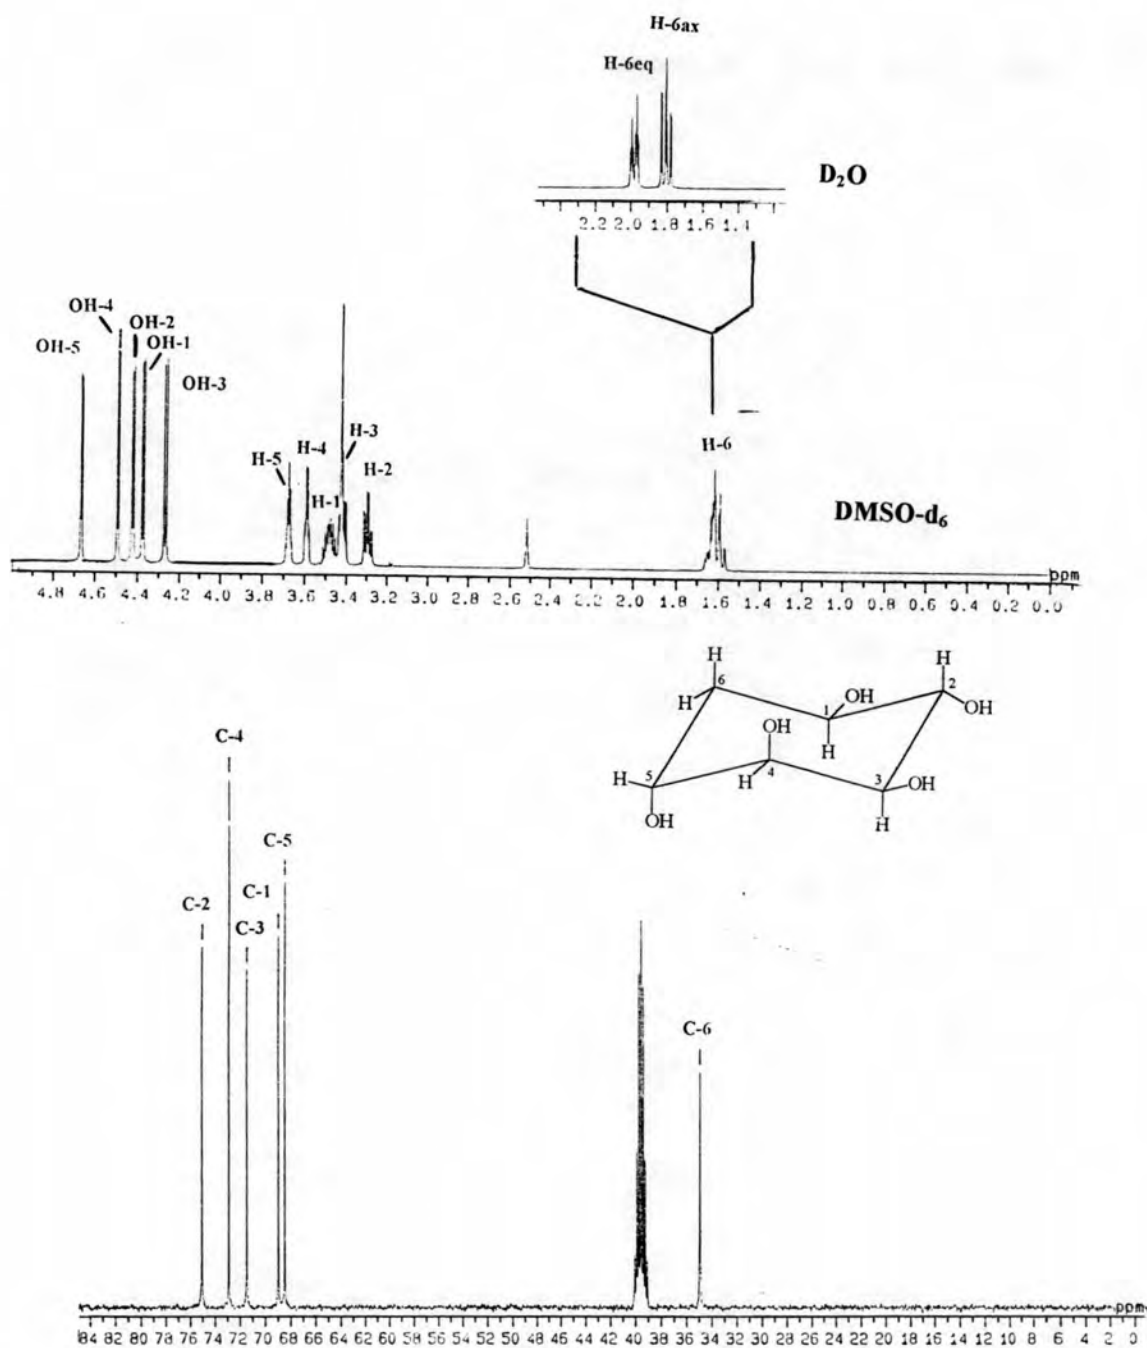 H-6ax
H-6eq
D₂O
2.2 2.0 1.8 1.6 1.4
OH-4
OH-2
OH-1
OH-5
OH-3
H-3
H-5
H-4
H-2
H-1
H-6
DMSO-d₆
ppm
4.8 4.6 4.4 4.2 4.0 3.8 3.6 3.4 3.2 3.0 2.8 2.6 2.4 2.2 2.0 1.8 1.6 1.4 1.2 1.0 0.8 0.6 0.4 0.2 0.0
H H
6 OH 2
H 1 OH
OH H
H 5 H 4 3 OH
OH H
C-4
C-5
C-2 C-1
C-3
C-6
ppm
84 82 80 78 76 74 72 70 68 66 64 62 60 58 56 54 52 50 48 46 44 42 40 38 36 34 32 30 28 26 24 22 20 18 16 14 12 10 8 6 4 2 0